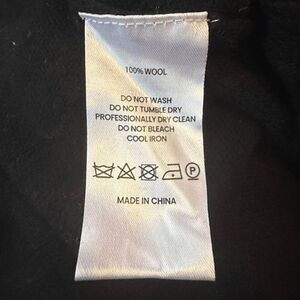 100% WOOL
DO NOT WASH
DO NOT TUMBLE DRY
PROFESSIONALLY DRY CLEAN
DO NOT BLEACH
COOL IRON
P
MADE IN CHINA